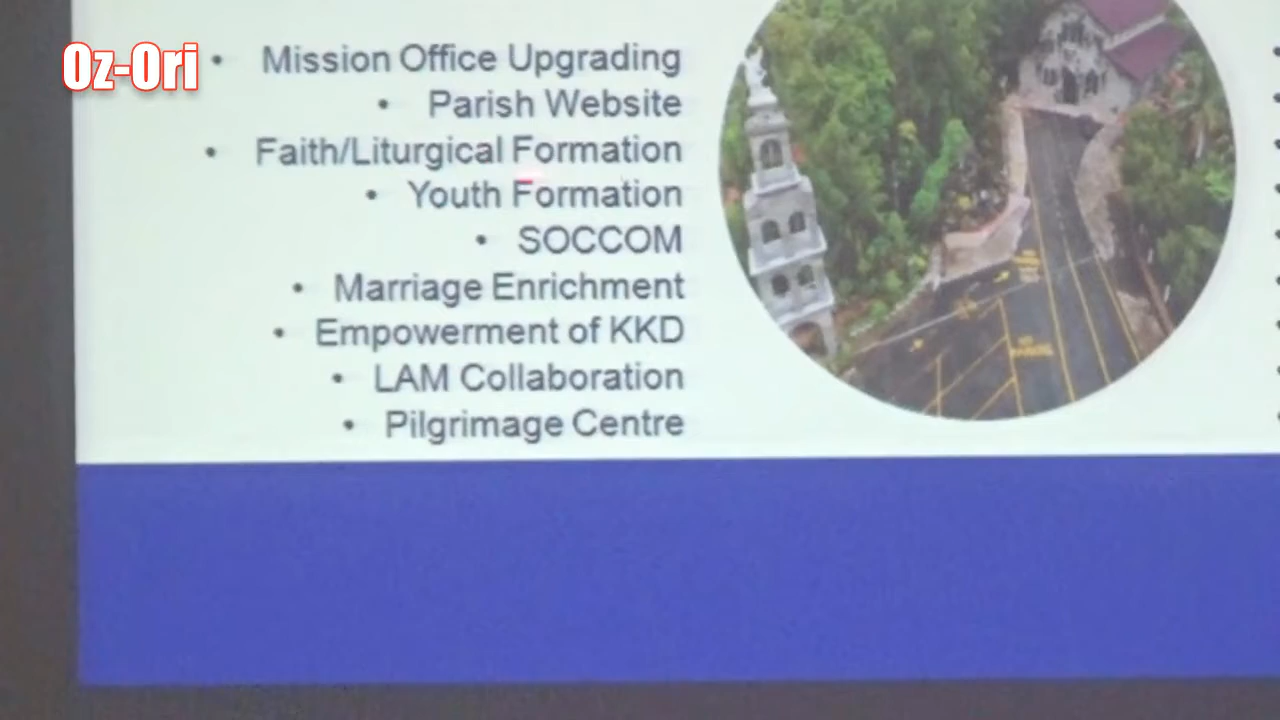 Oz-Ori
• Mission Office Upgrading
• Parish Website
• Faith/Liturgical Formation
• Youth Formation
• SOCCOM
• Marriage Enrichment
• Empowerment of KKD
• LAM Collaboration
• Pilgrimage Centre